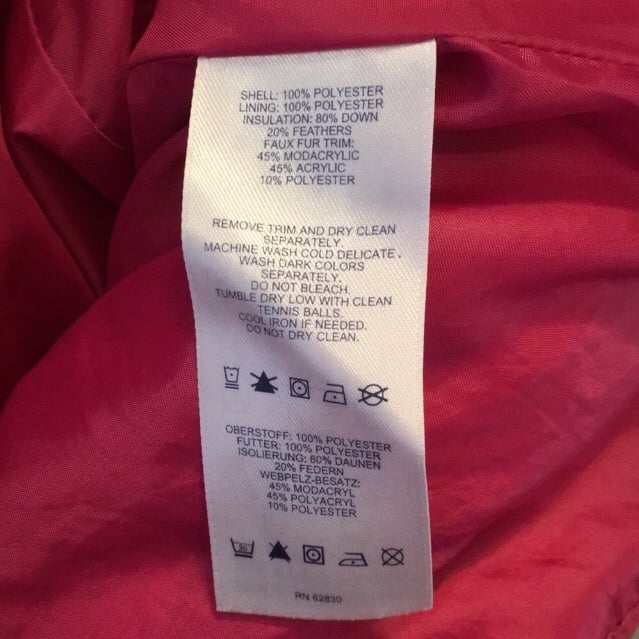 SHELL: 100% POLYESTER
LINING: 100% POLYESTER
INSULATION: 80% DOWN
20% FEATHERS
FAUX FUR TRIM:
45% MODACRYLIC
45% ACRYLIC
10% POLYESTER
REMOVE TRIM AND DRY CLEAN
SEPARATELY.
MACHINE WASH COLD DELICATE.
WASH DARK COLORS
SEPARATELY.
DO NOT BLEACH.
TUMBLE DRY LOW WITH CLEAN
TENNIS BALLS.
COOL IRON IF NEEDED.
DO NOT DRY CLEAN.
OBERSTOFF: 100% POLYESTER
FUTTER: 100% POLYESTER
ISOLIERUNG: 80% DAUNEN
20% FEDERN
WEBPELZ-BESATZ:
45% MODACRYL
45% POLYACRYL
10% POLYESTER
30
RN 62830